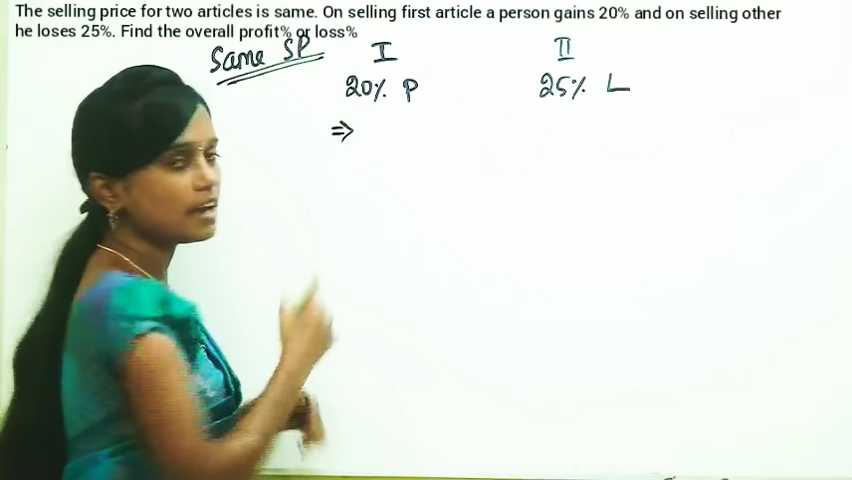 The selling price for two articles is same. On selling first article a person gains 20% and on selling other
he loses 25%. Find the overall profit% or loss%
Same SP I II
20% P 25% L
⇒